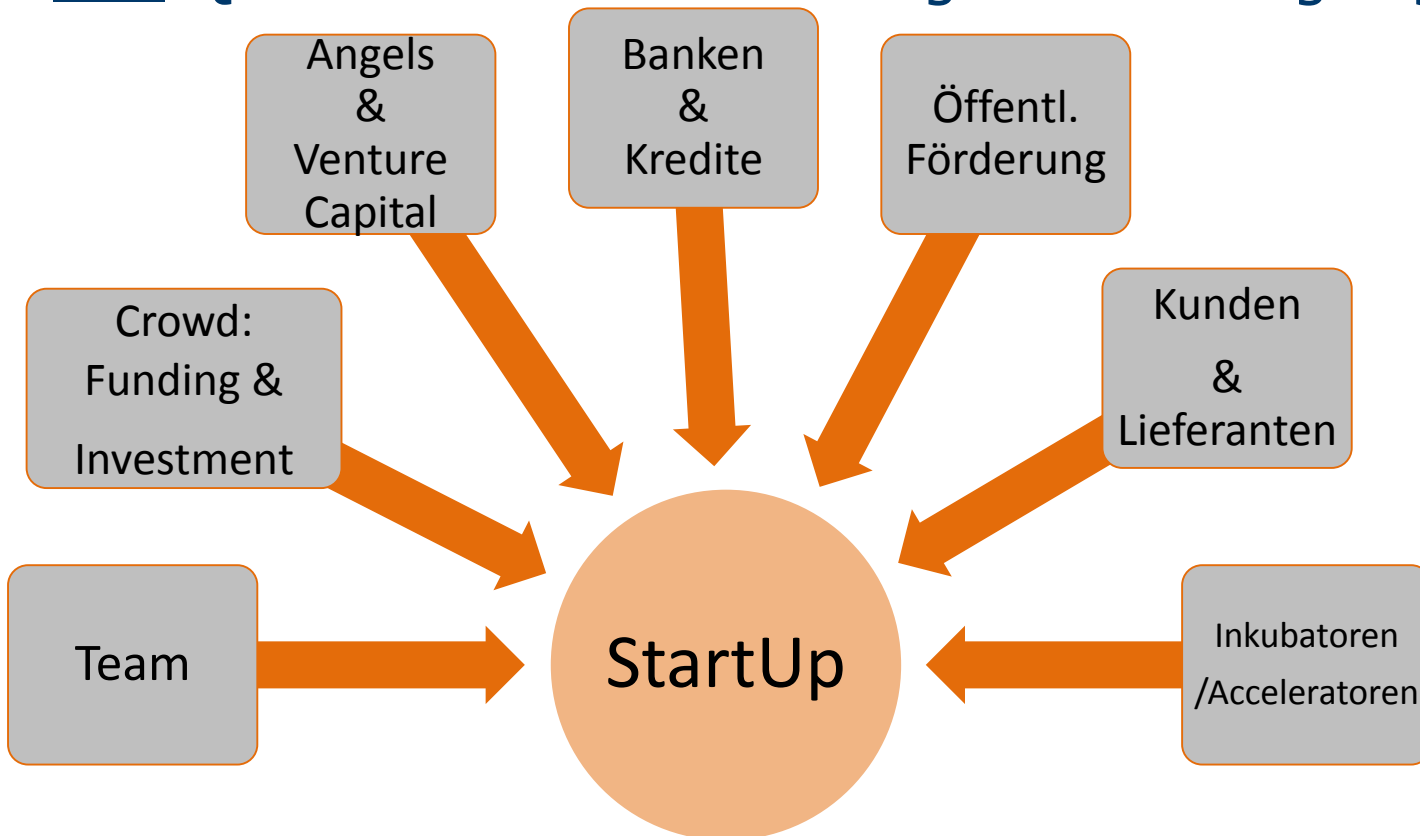 Angels
&
Venture
Capital
Banken
&
Kredite
Öffentl.
Förderung
Crowd:
Funding &
Investment
Kunden
&
Lieferanten
Team
StartUp
Inkubatoren
/Acceleratoren